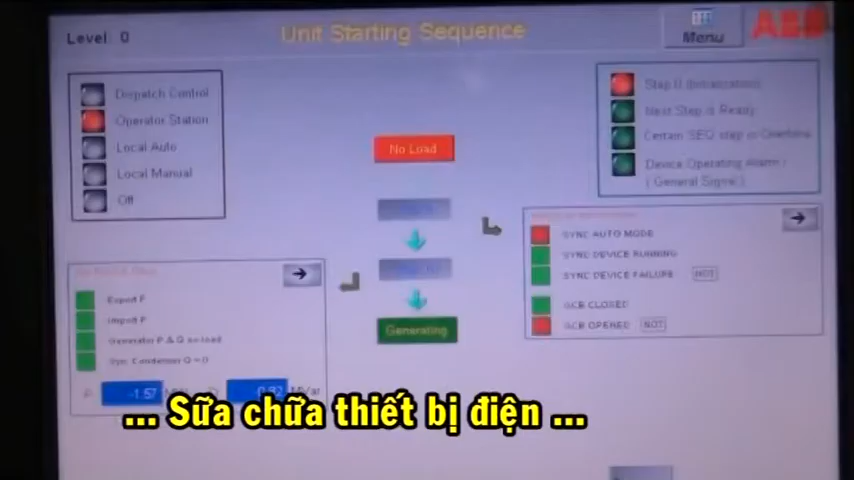 Level 0
Unit Starting Sequence
Menu
ABB
Dispatch Control
Operator Station
Local Auto
Local Manual
Off
No Load
Generating
Step 0 (Initialization)
Next Step is Ready
Certain SEQ step in Overtime
Device Operating Alarm /
( General Signal )
SYNC AUTO MODE
SYNC DEVICE RUNNING
SYNC DEVICE FAILURE NOT
GCB CLOSED
GCB OPENED NOT
Export P
Import P
Generator P & Q no load
Sync Condenser Q = 0
P -1.57 0.92 MVar
... Sữa chữa thiết bị điện ...